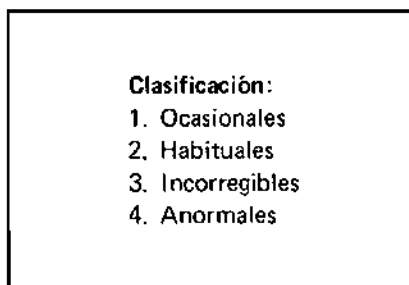 Clasificación:
1. Ocasionales
2. Habituales
3. Incorregibles
4. Anormales